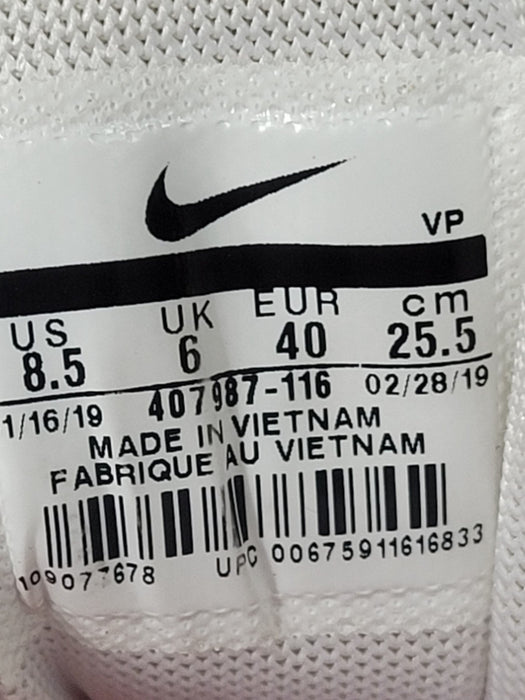 VP
US UK EUR cm
8.5 6 40 25.5
1/16/19 407987-116 02/28/19
MADE IN VIETNAM
FABRIQUE AU VIETNAM
UPC 00675911616833